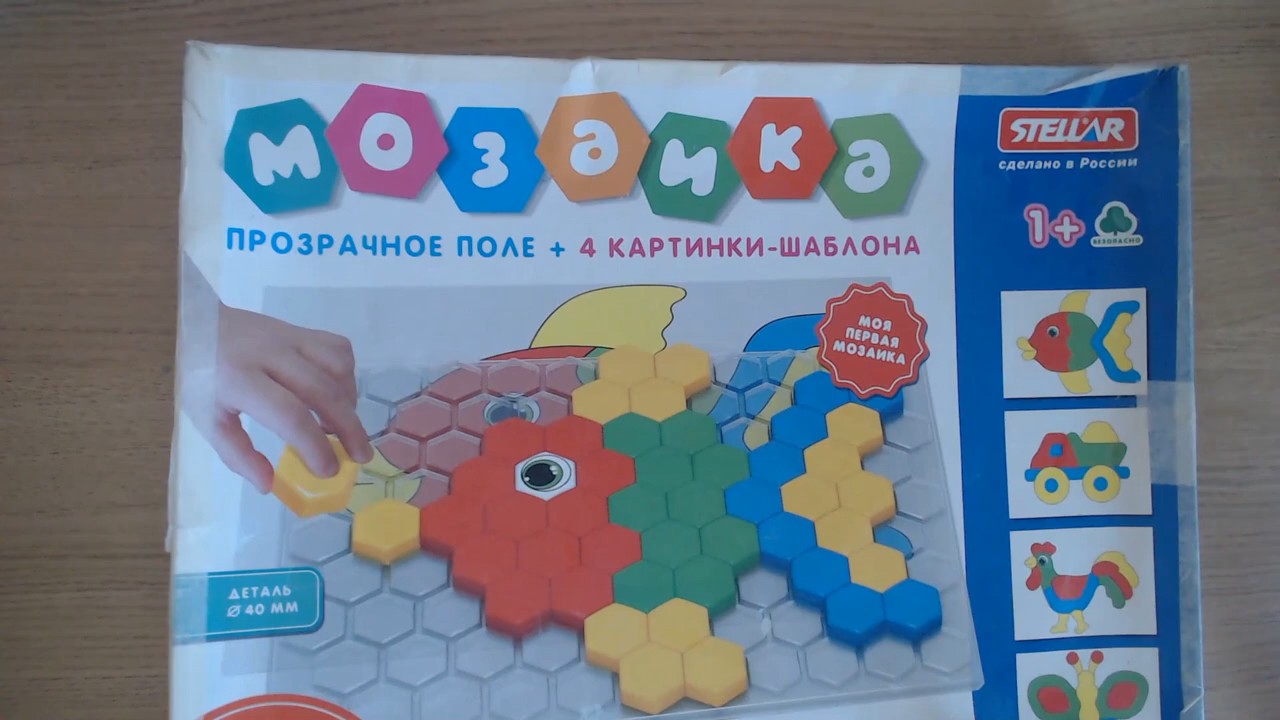 мозаика
ПРОЗРАЧНОЕ ПОЛЕ + 4 КАРТИНКИ-ШАБЛОНА
STELLAR
сделано в России
1+
БЕЗОПАСНО
МОЯ
ПЕРВАЯ
МОЗАИКА
ДЕТАЛЬ
Ø 40 ММ